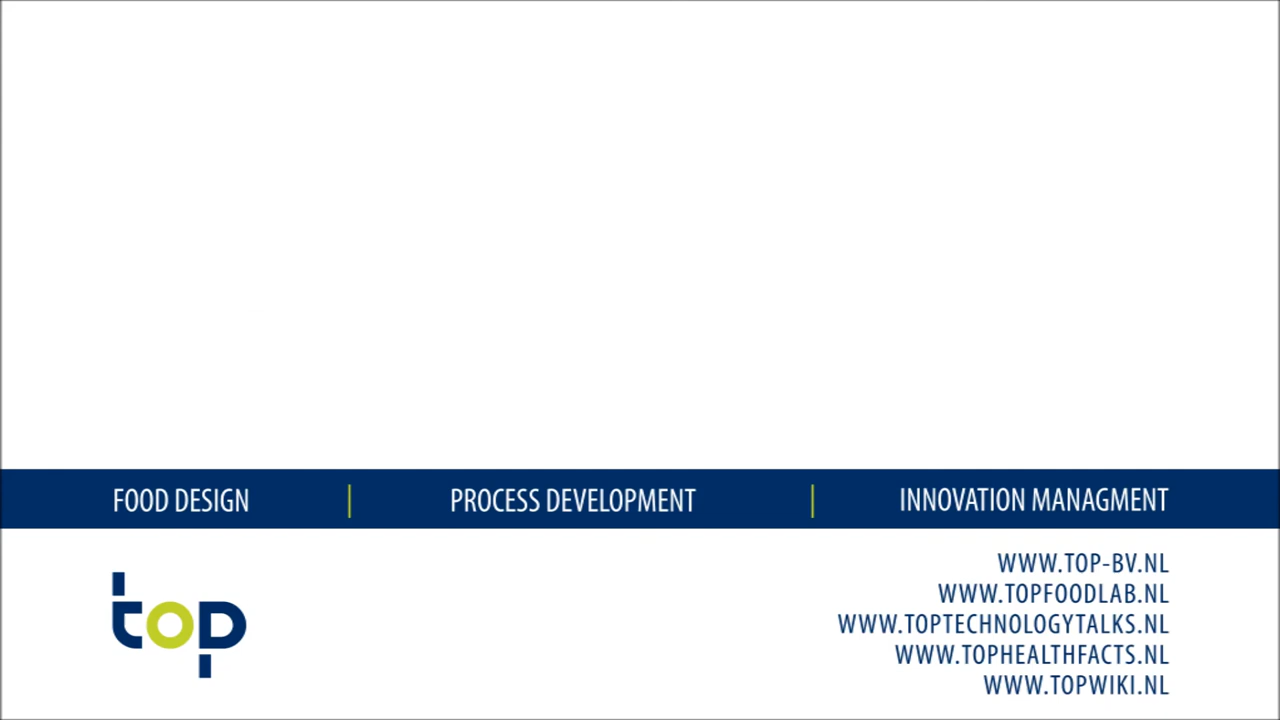 FOOD DESIGN | PROCESS DEVELOPMENT | INNOVATION MANAGMENT
top
WWW.TOP-BV.NL
WWW.TOPFOODLAB.NL
WWW.TOPTECHNOLOGYTALKS.NL
WWW.TOPHEALTHFACTS.NL
WWW.TOPWIKI.NL